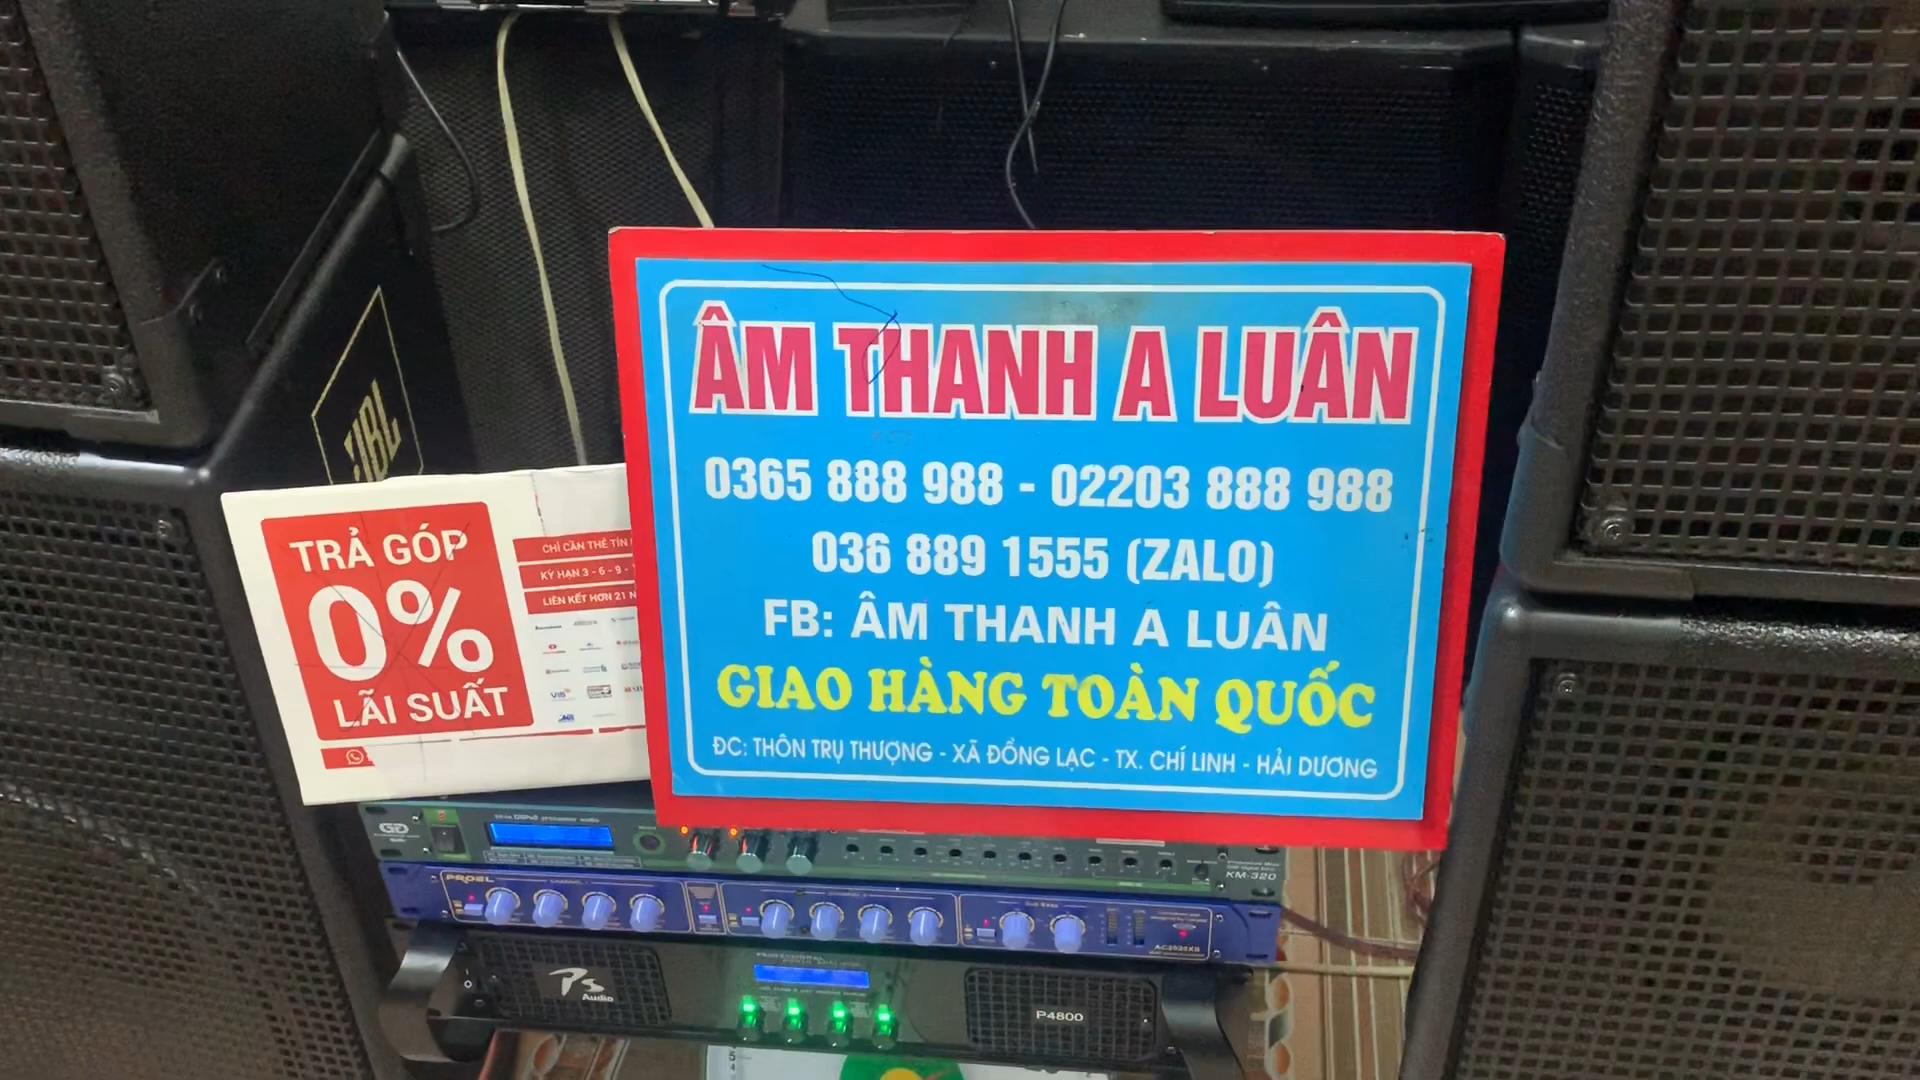 JBL
TRẢ GÓP
0%
LÃI SUẤT
CHỈ CẦN THẺ TÍN
KỲ HẠN 3 - 6 - 9 -
LIÊN KẾT HƠN 21 N
VIB
ÂM THANH A LUÂN
0365 888 988 - 02203 888 988
036 889 1555 (ZALO)
FB: ÂM THANH A LUÂN
GIAO HÀNG TOÀN QUỐC
ĐC: THÔN TRỤ THƯỢNG - XÃ ĐỒNG LẠC - TX. CHÍ LINH - HẢI DƯƠNG
KM-320
PROEL
PS Audio
P4800